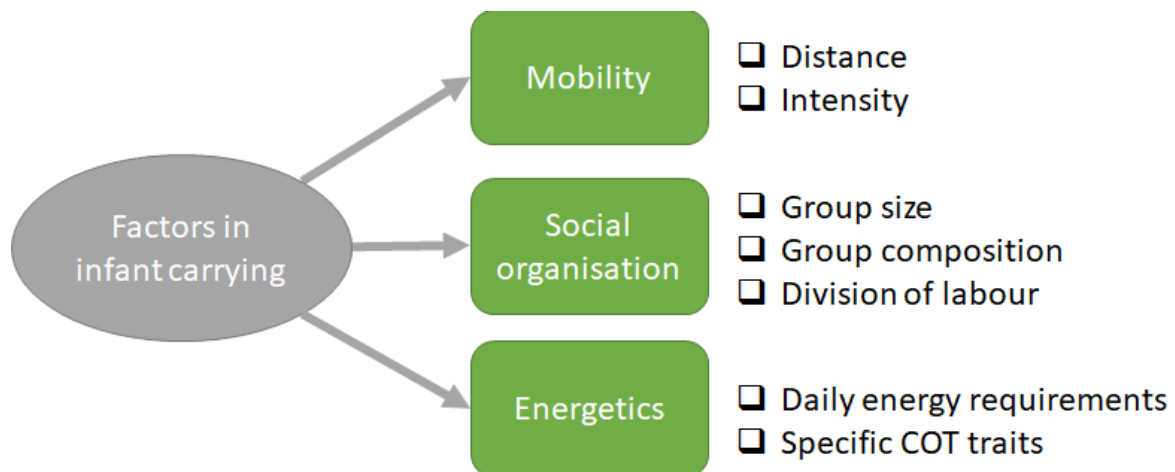 Factors in
infant carrying
Mobility
Distance
Intensity
Social
organisation
Group size
Group composition
Division of labour
Energetics
Daily energy requirements
Specific COT traits